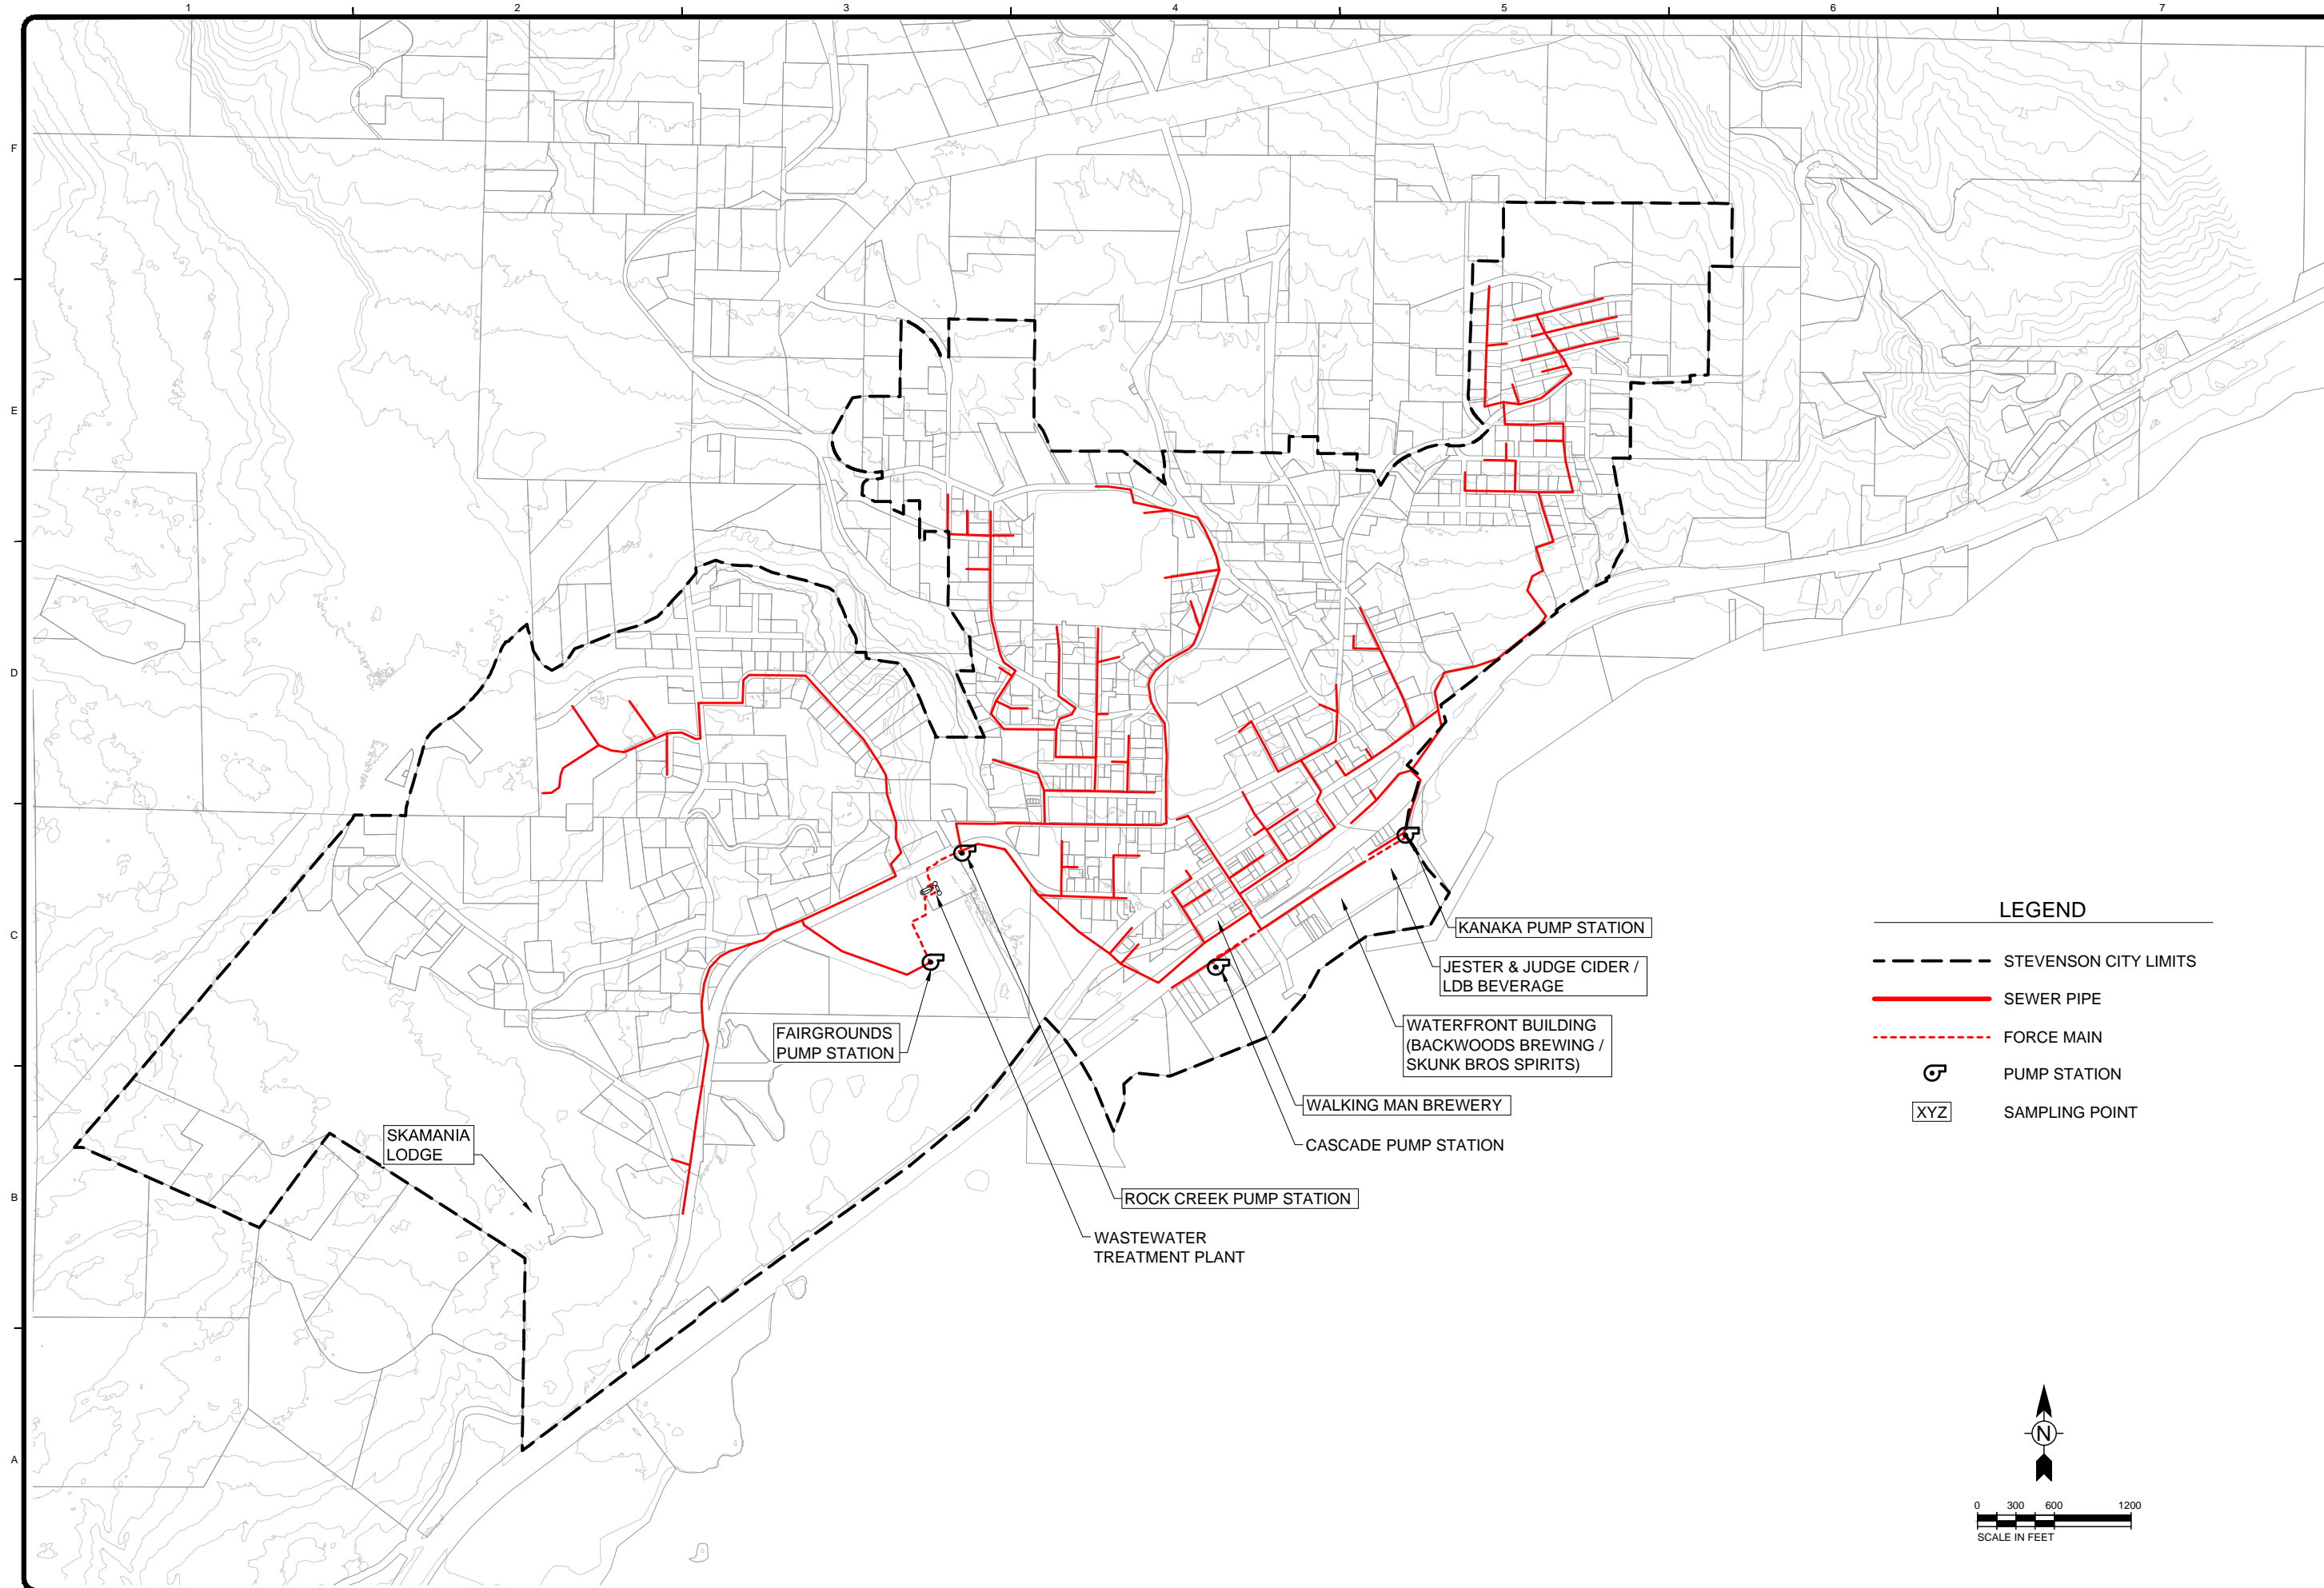 1 2 3 4 5 6 7
F
E
D
C
B
A
KANAKA PUMP STATION
JESTER & JUDGE CIDER /
LDB BEVERAGE
WATERFRONT BUILDING
(BACKWOODS BREWING /
SKUNK BROS SPIRITS)
FAIRGROUNDS
PUMP STATION
WALKING MAN BREWERY
CASCADE PUMP STATION
SKAMANIA
LODGE
ROCK CREEK PUMP STATION
WASTEWATER
TREATMENT PLANT
LEGEND
STEVENSON CITY LIMITS
SEWER PIPE
FORCE MAIN
PUMP STATION
XYZ SAMPLING POINT
N
0 300 600 1200
SCALE IN FEET